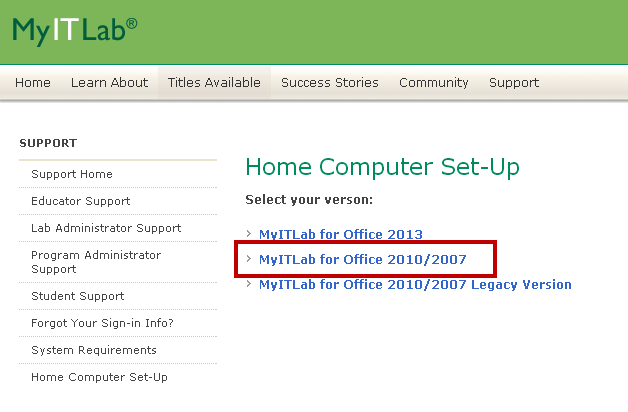 MyITLab®
Home Learn About Titles Available Success Stories Community Support
SUPPORT
Support Home
Educator Support
Lab Administrator Support
Program Administrator
Support
Student Support
Forgot Your Sign-in Info?
System Requirements
Home Computer Set-Up
Home Computer Set-Up
Select your verson:
MyITLab for Office 2013
MyITLab for Office 2010/2007
MyITLab for Office 2010/2007 Legacy Version